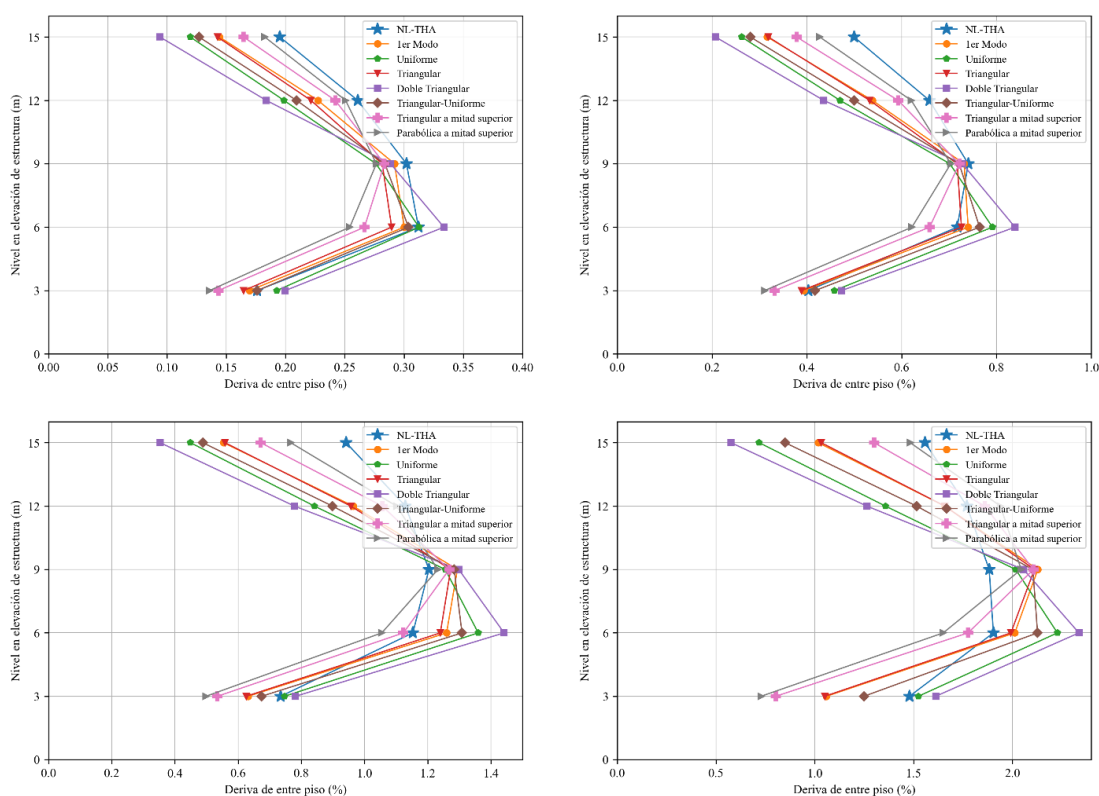 15
12
9
6
3
0
Nivel en elevación de estructura (m)
NL-THA
1er Modo
Uniforme
Triangular
Doble Triangular
Triangular-Uniforme
Triangular a mitad superior
Parabólica a mitad superior
0.00 0.05 0.10 0.15 0.20 0.25 0.30 0.35 0.40
Deriva de entre piso (%)
15
12
9
6
3
0
Nivel en elevación de estructura (m)
NL-THA
1er Modo
Uniforme
Triangular
Doble Triangular
Triangular-Uniforme
Triangular a mitad superior
Parabólica a mitad superior
0.0 0.2 0.4 0.6 0.8 1.0
Deriva de entre piso (%)
15
12
9
6
3
0
Nivel en elevación de estructura (m)
NL-THA
1er Modo
Uniforme
Triangular
Doble Triangular
Triangular-Uniforme
Triangular a mitad superior
Parabólica a mitad superior
0.0 0.2 0.4 0.6 0.8 1.0 1.2 1.4
Deriva de entre piso (%)
15
12
9
6
3
0
Nivel en elevación de estructura (m)
NL-THA
1er Modo
Uniforme
Triangular
Doble Triangular
Triangular-Uniforme
Triangular a mitad superior
Parabólica a mitad superior
0.0 0.5 1.0 1.5 2.0
Deriva de entre piso (%)